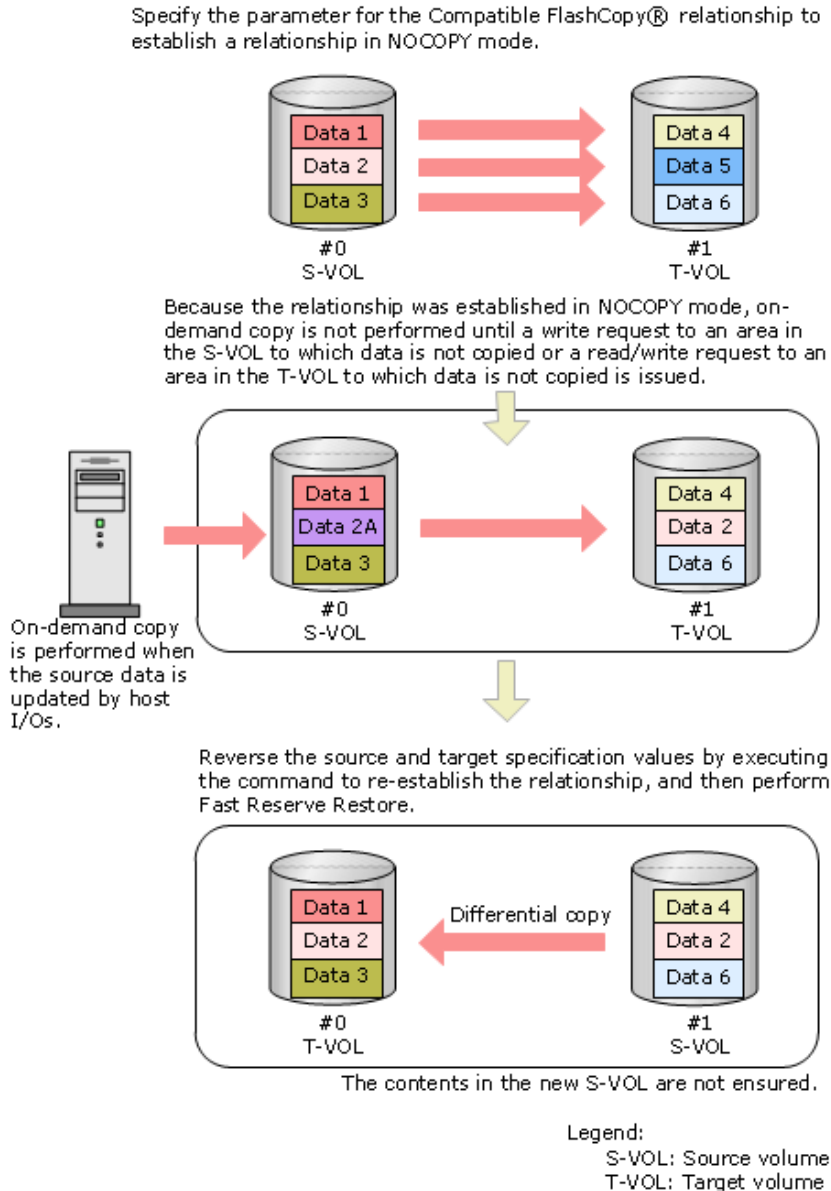 Specify the parameter for the Compatible FlashCopy® relationship to
establish a relationship in NOCOPY mode.
Data 1
Data 2
Data 3
#0
S-VOL
Data 4
Data 5
Data 6
#1
T-VOL
Because the relationship was established in NOCOPY mode, on-
demand copy is not performed until a write request to an area in
the S-VOL to which data is not copied or a read/write request to an
area in the T-VOL to which data is not copied is issued.
On-demand copy
is performed when
the source data is
updated by host
I/Os.
Data 1
Data 2A
Data 3
#0
S-VOL
Data 4
Data 2
Data 6
#1
T-VOL
Reverse the source and target specification values by executing
the command to re-establish the relationship, and then perform
Fast Reserve Restore.
Data 1
Data 2
Data 3
#0
T-VOL
Differential copy
Data 4
Data 2
Data 6
#1
S-VOL
The contents in the new S-VOL are not ensured.
Legend:
S-VOL: Source volume
T-VOL: Target volume